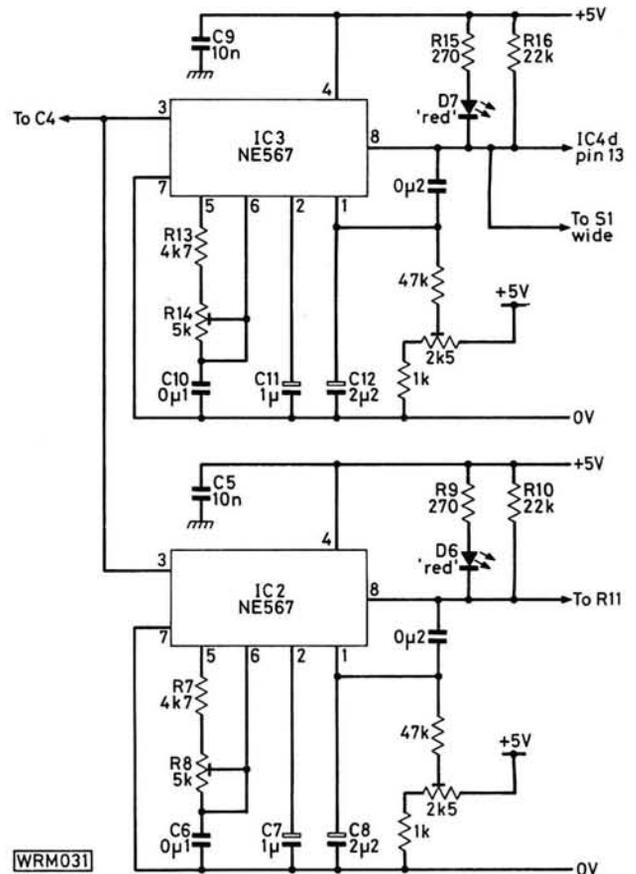 C9
10n
+5V
R15
270
R16
22k
4
D7
'red'
To C4
3
IC3
NE567
8
IC4d
pin 13
7
5
6
2
1
0µ2
To S1
wide
R13
4k7
47k
+5V
R14
5k
2k5
1k
C10
0µ1
C11
1µ
C12
2µ2
0V
+5V
C5
10n
R9
270
R10
22k
4
D6
'red'
3
IC2
NE567
8
To R11
7
5
6
2
1
0µ2
R7
4k7
47k
+5V
R8
5k
2k5
1k
C6
0µ1
C7
1µ
C8
2µ2
WRM031
0V